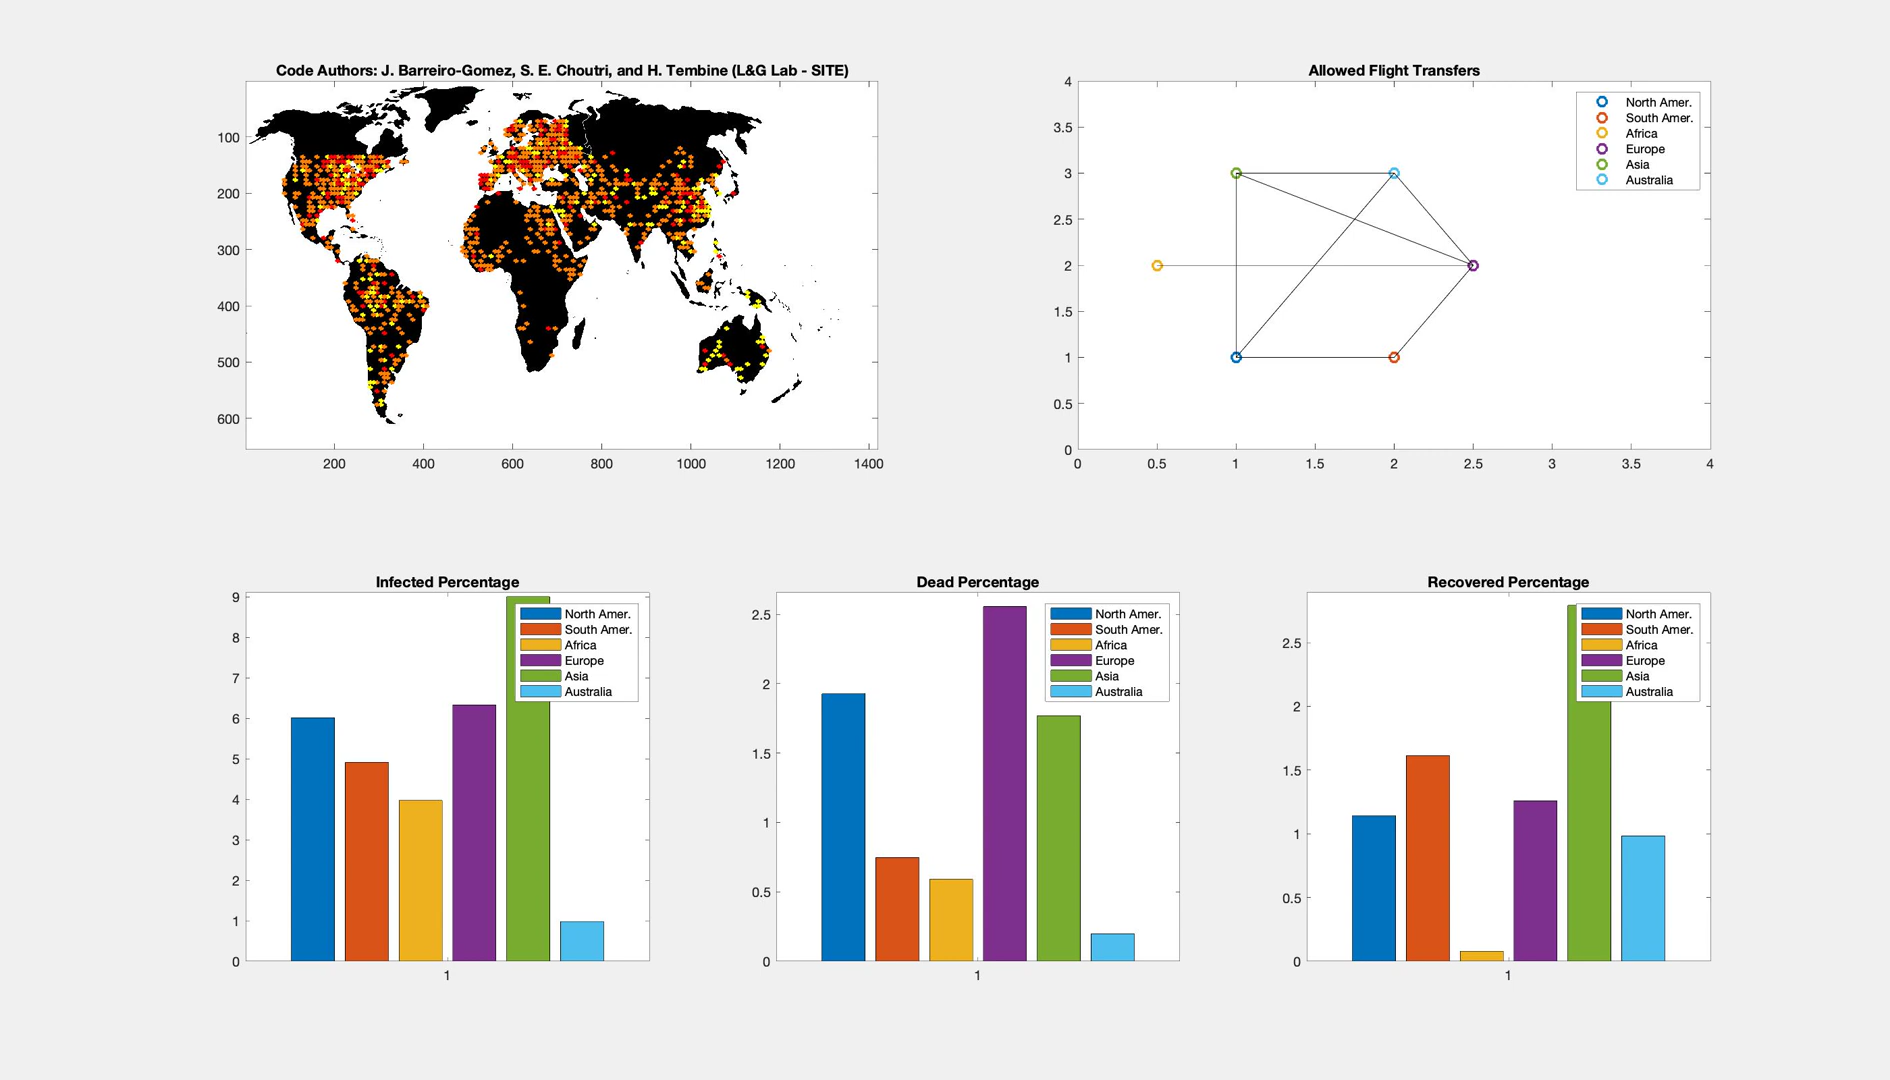 Code Authors: J. Barreiro-Gomez, S. E. Choutri, and H. Tembine (L&G Lab - SITE)
100
200
300
400
500
600
200 400 600 800 1000 1200 1400
Allowed Flight Transfers
4
3.5
3
2.5
2
1.5
1
0.5
0
0 0.5 1 1.5 2 2.5 3 3.5 4
North Amer.
South Amer.
Africa
Europe
Asia
Australia
Infected Percentage
9
8
7
6
5
4
3
2
1
0
1
North Amer.
South Amer.
Africa
Europe
Asia
Australia
Dead Percentage
2.5
2
1.5
1
0.5
0
1
North Amer.
South Amer.
Africa
Europe
Asia
Australia
Recovered Percentage
2.5
2
1.5
1
0.5
0
1
North Amer.
South Amer.
Africa
Europe
Asia
Australia